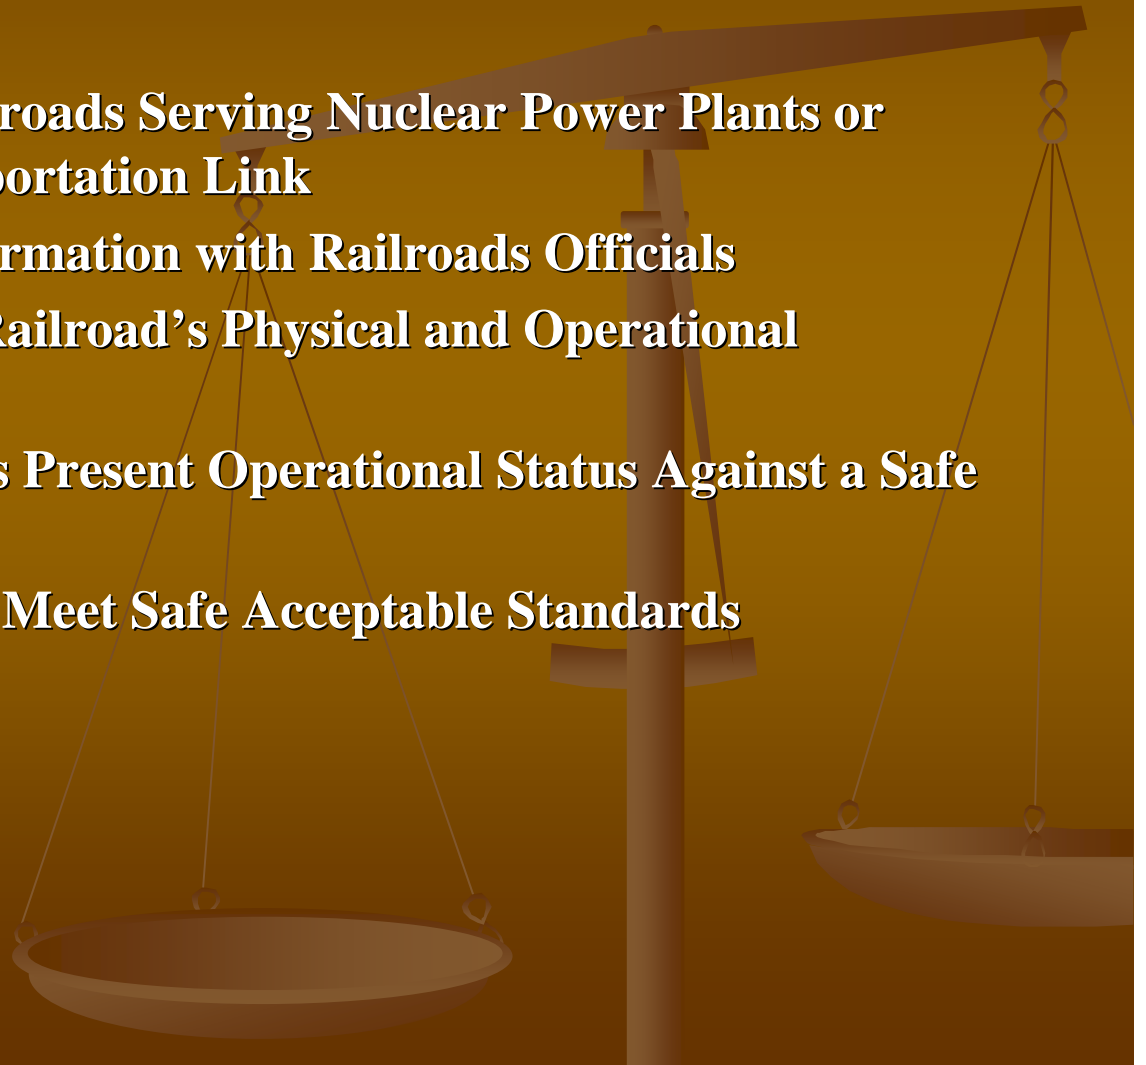 roads Serving Nuclear Power Plants or
portation Link
rmation with Railroads Officials
Railroad’s Physical and Operational
s Present Operational Status Against a Safe
Meet Safe Acceptable Standards